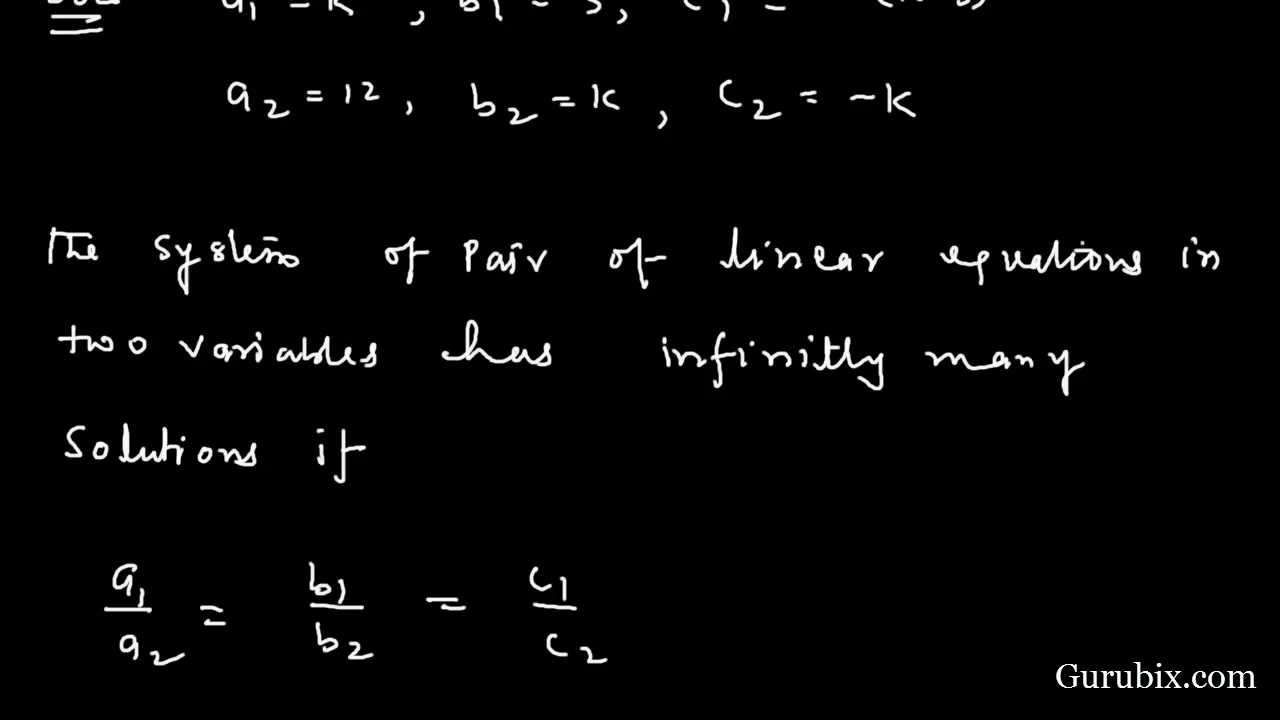 a₂ = 12 , b₂ = K , C₂ = -K
The system of Pair of linear equations in
two variables has infinitly many
Solutions if
a₁/a₂ = b₁/b₂ = C₁/C₂
Gurubix.com